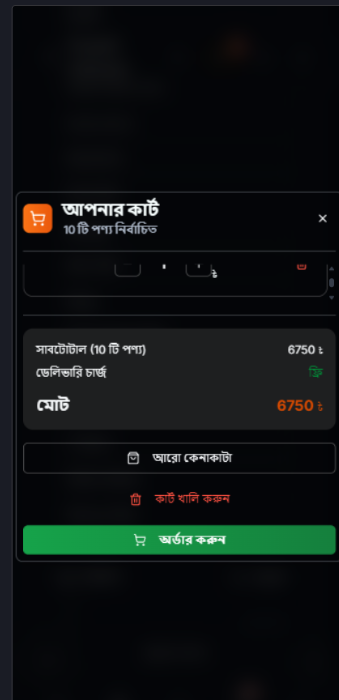 আপনার কার্ট
10 টি পণ্য নির্বাচিত
৳
সাবটোটাল (10 টি পণ্য) 6750 ৳
ডেলিভারি চার্জ ফ্রি
মোট 6750 ৳
আরো কেনাকাটা
কার্ট খালি করুন
অর্ডার করুন